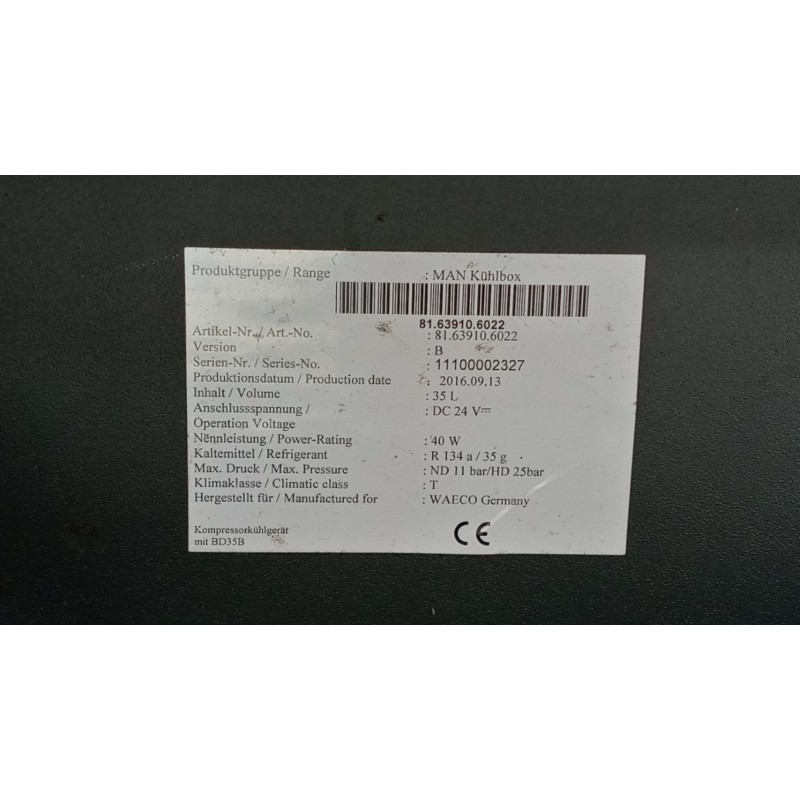 Produktgruppe / Range : MAN Kühlbox
81.63910.6022
Artikel-Nr. / Art.-No. : 81.63910.6022
Version : B
Serien-Nr. / Series-No. : 11100002327
Produktionsdatum / Production date : 2016.09.13
Inhalt / Volume : 35 L
Anschlussspannung / : DC 24 V⎓
Operation Voltage
Nennleistung / Power-Rating : 40 W
Kaltemittel / Refrigerant : R 134 a / 35 g
Max. Druck / Max. Pressure : ND 11 bar/HD 25bar
Klimaklasse / Climatic class : T
Hergestellt für / Manufactured for : WAECO Germany
Kompressorkühlgerät
mit BD35B
CE